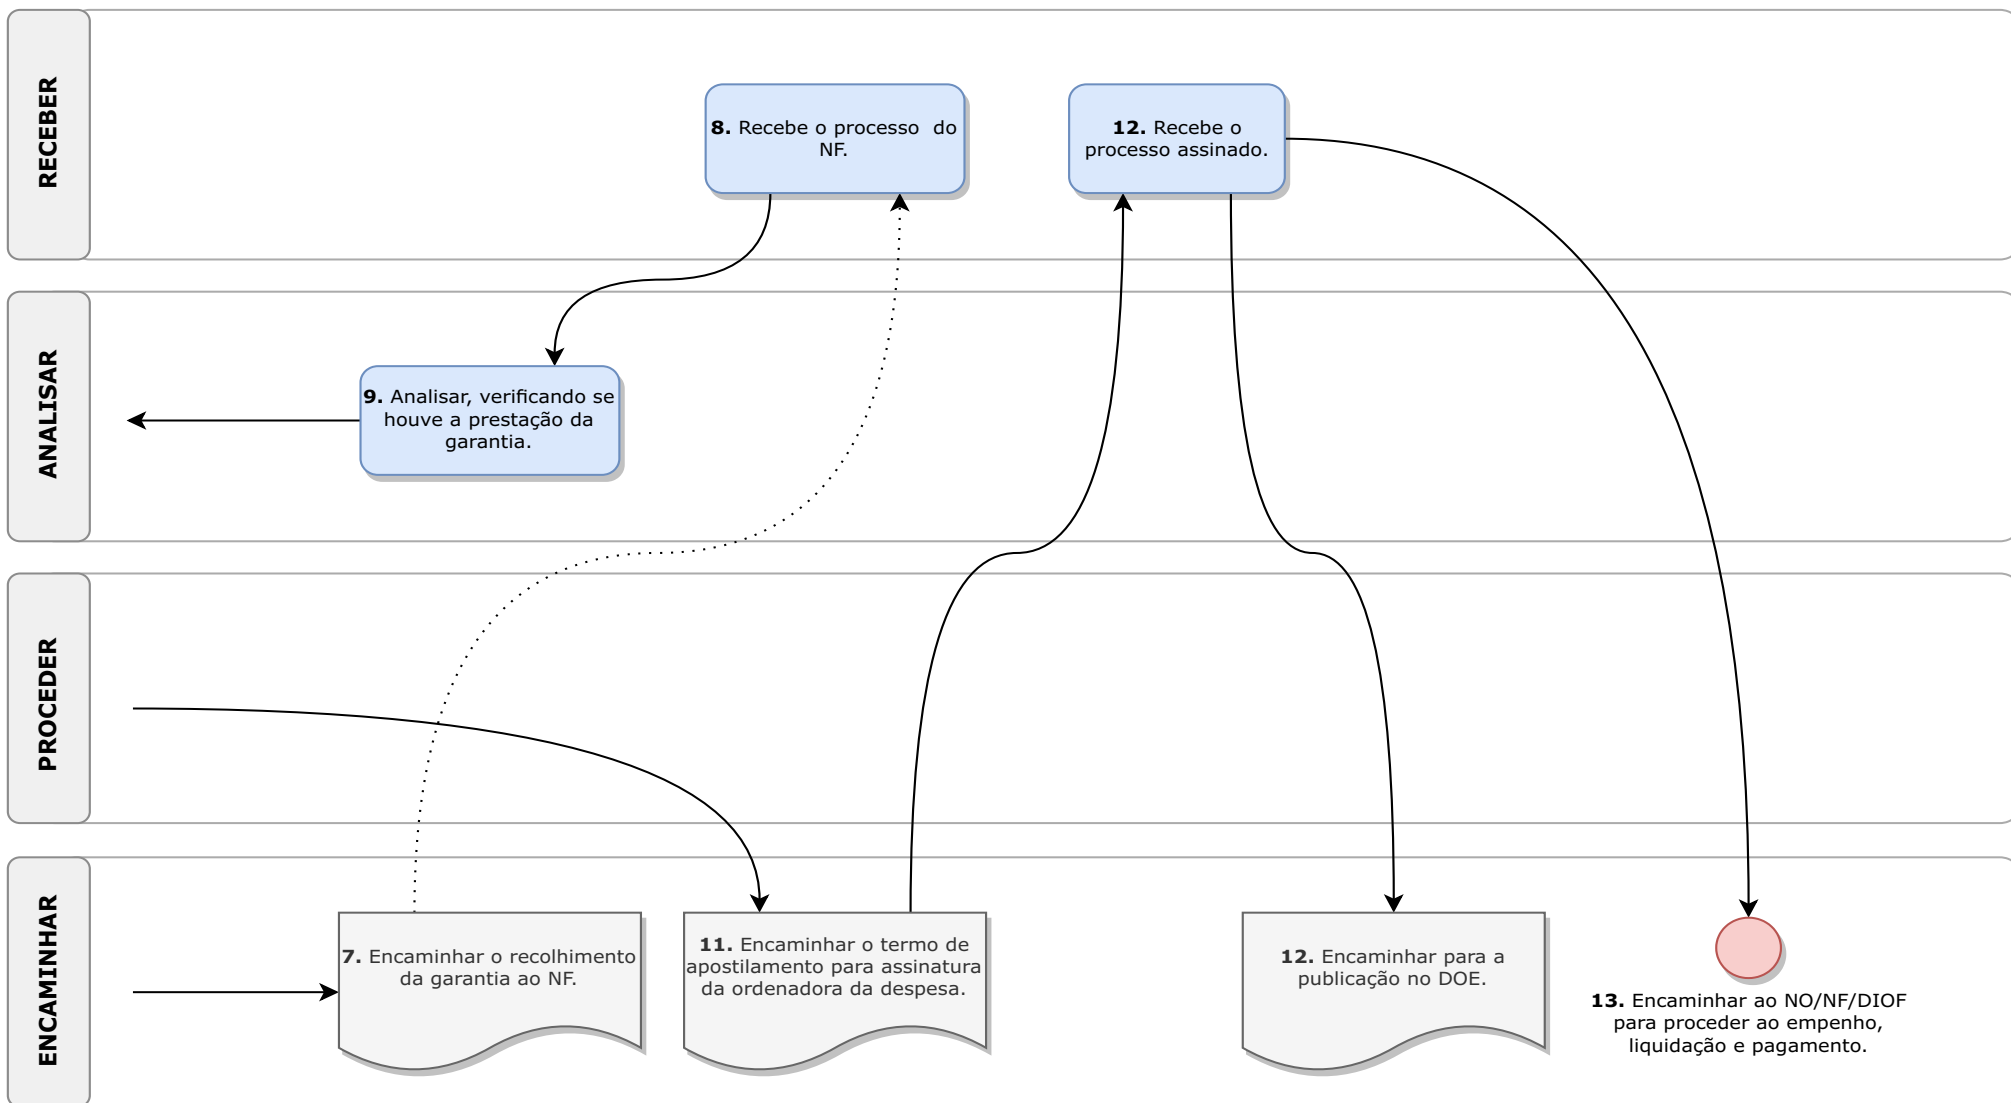 RECEBER
8. Recebe o processo  do
NF.
12. Recebe o
processo assinado.
ANALISAR
9. Analisar, verificando se
houve a prestação da
garantia.
PROCEDER
ENCAMINHAR
7. Encaminhar o recolhimento
da garantia ao NF.
11. Encaminhar o termo de
apostilamento para assinatura
da ordenadora da despesa.
12. Encaminhar para a
publicação no DOE.
13. Encaminhar ao NO/NF/DIOF
para proceder ao empenho,
liquidação e pagamento.